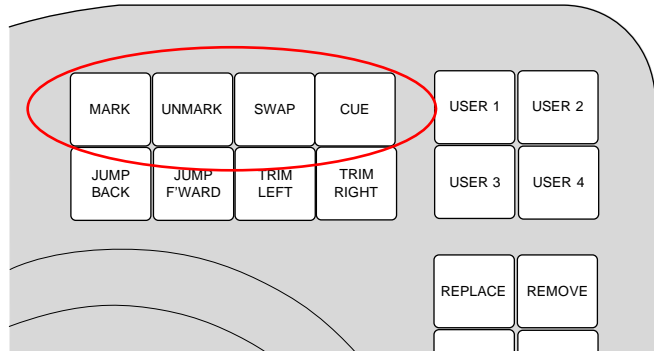 MARK UNMARK SWAP CUE USER 1 USER 2
JUMP BACK JUMP F'WARD TRIM LEFT TRIM RIGHT USER 3 USER 4
REPLACE REMOVE